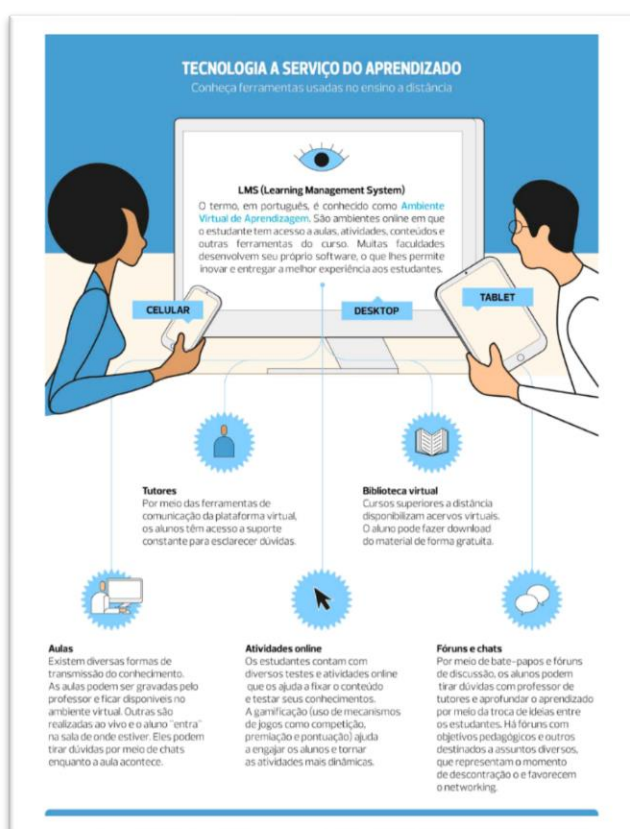 TECNOLOGIA A SERVIÇO DO APRENDIZADO
Conheça ferramentas usadas no ensino a distância
LMS (Learning Management System)
O termo, em português, é conhecido como Ambiente
Virtual de Aprendizagem. São ambientes online em que
o estudante tem acesso a aulas, atividades, conteúdos e
outras ferramentas do curso. Muitas faculdades
desenvolvem seu próprio software, o que lhes permite
inovar e entregar a melhor experiência aos estudantes.
CELULAR
DESKTOP
TABLET
Tutores
Por meio das ferramentas de
comunicação da plataforma virtual,
os alunos têm acesso a suporte
constante para esclarecer dúvidas.
Biblioteca virtual
Cursos superiores a distância
disponibilizam acervos virtuais.
O aluno pode fazer download
do material de forma gratuita.
Aulas
Existem diversas formas de
transmissão do conhecimento.
As aulas podem ser gravadas pelo
professor e ficar disponíveis no
ambiente virtual. Outras são
realizadas ao vivo e o aluno "entra"
na sala de onde estiver. Eles podem
tirar dúvidas por meio de chats
enquanto a aula acontece.
Atividades online
Os estudantes contam com
diversos testes e atividades online
que os ajuda a fixar o conteúdo
e testar seus conhecimentos.
A gamificação (uso de mecanismos
de jogos como competição,
premiação e pontuação) ajuda
a engajar os alunos e tornar
as atividades mais dinâmicas.
Fóruns e chats
Por meio de bate-papos e fóruns
de discussão, os alunos podem
tirar dúvidas com professor de
tutores e aprofundar o aprendizado
por meio da troca de ideias entre
os estudantes. Há fóruns com
objetivos pedagógicos e outros
destinados a assuntos diversos,
que representam o momento
de descontração o e favorecem
o networking.